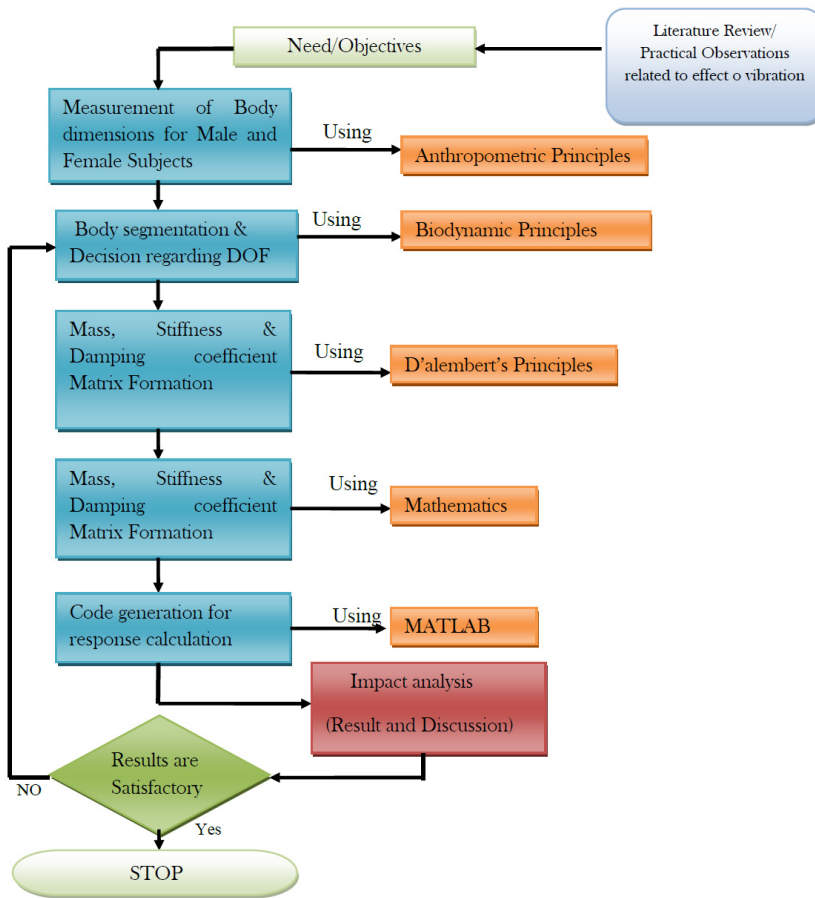 Need/Objectives
Literature Review/
Practical Observations
related to effect o vibration
Measurement of Body
dimensions for Male and
Female Subjects
Using
Anthropometric Principles
Body segmentation &
Decision regarding DOF
Using
Biodynamic Principles
Mass, Stiffness &
Damping coefficient
Matrix Formation
Using
D'alembert's Principles
Mass, Stiffness &
Damping coefficient
Matrix Formation
Using
Mathematics
Code generation for
response calculation
Using
MATLAB
Impact analysis
(Result and Discussion)
Results are
Satisfactory
NO
Yes
STOP